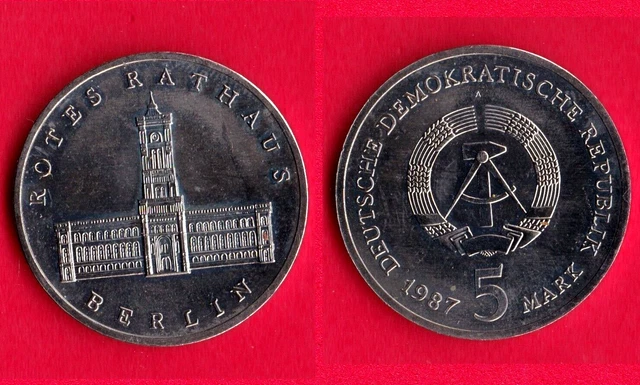 ROTES RATHAUS
BERLIN
A
DEUTSCHE DEMOKRATISCHE REPUBLIK
1987 5 MARK